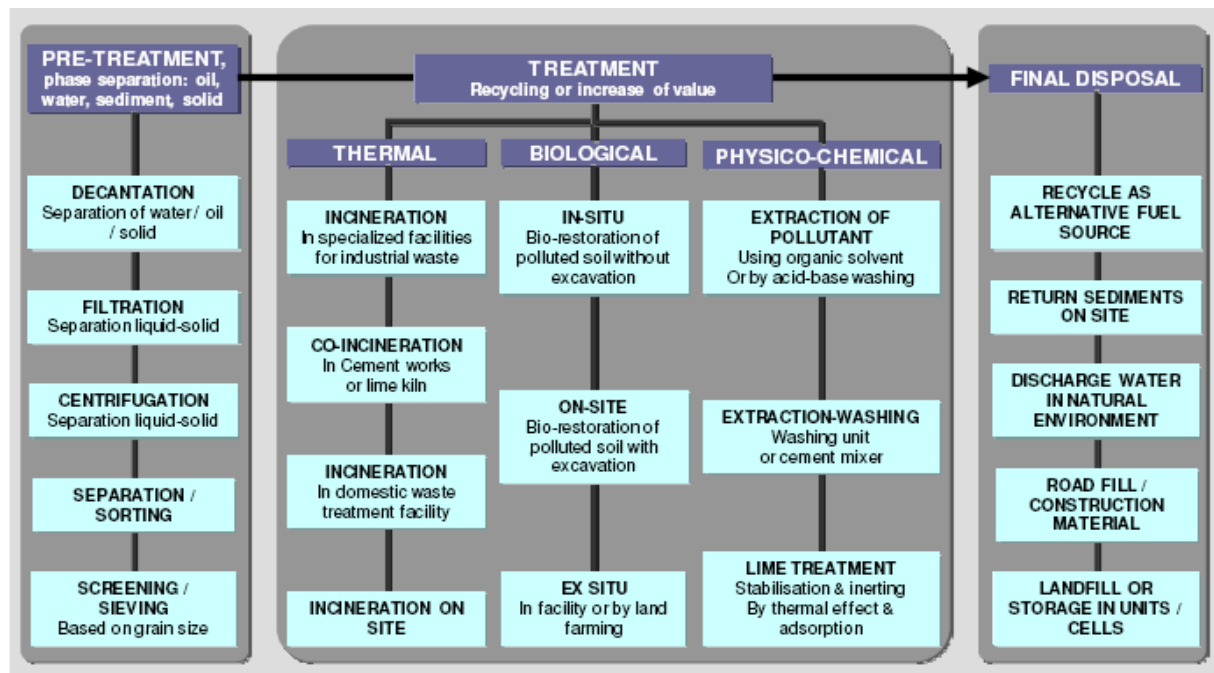 PRE-TREATMENT,
phase separation: oil,
water, sediment, solid
DECANTATION
Separation of water / oil
/ solid
FILTRATION
Separation liquid-solid
CENTRIFUGATION
Separation liquid-solid
SEPARATION /
SORTING
SCREENING /
SIEVING
Based on grain size
TREATMENT
Recycling or increase of value
THERMAL
INCINERATION
In specialized facilities
for industrial waste
CO-INCINERATION
In Cement works
or lime kiln
INCINERATION
In domestic waste
treatment facility
INCINERATION ON
SITE
BIOLOGICAL
IN-SITU
Bio-restoration of
polluted soil without
excavation
ON-SITE
Bio-restoration of
polluted soil with
excavation
EX SITU
In facility or by land
farming
PHYSICO-CHEMICAL
EXTRACTION OF
POLLUTANT
Using organic solvent
Or by acid-base washing
EXTRACTION-WASHING
Washing unit
or cement mixer
LIME TREATMENT
Stabilisation & inerting
By thermal effect &
adsorption
FINAL DISPOSAL
RECYCLE AS
ALTERNATIVE FUEL
SOURCE
RETURN SEDIMENTS
ON SITE
DISCHARGE WATER
IN NATURAL
ENVIRONMENT
ROAD FILL /
CONSTRUCTION
MATERIAL
LANDFILL OR
STORAGE IN UNITS /
CELLS